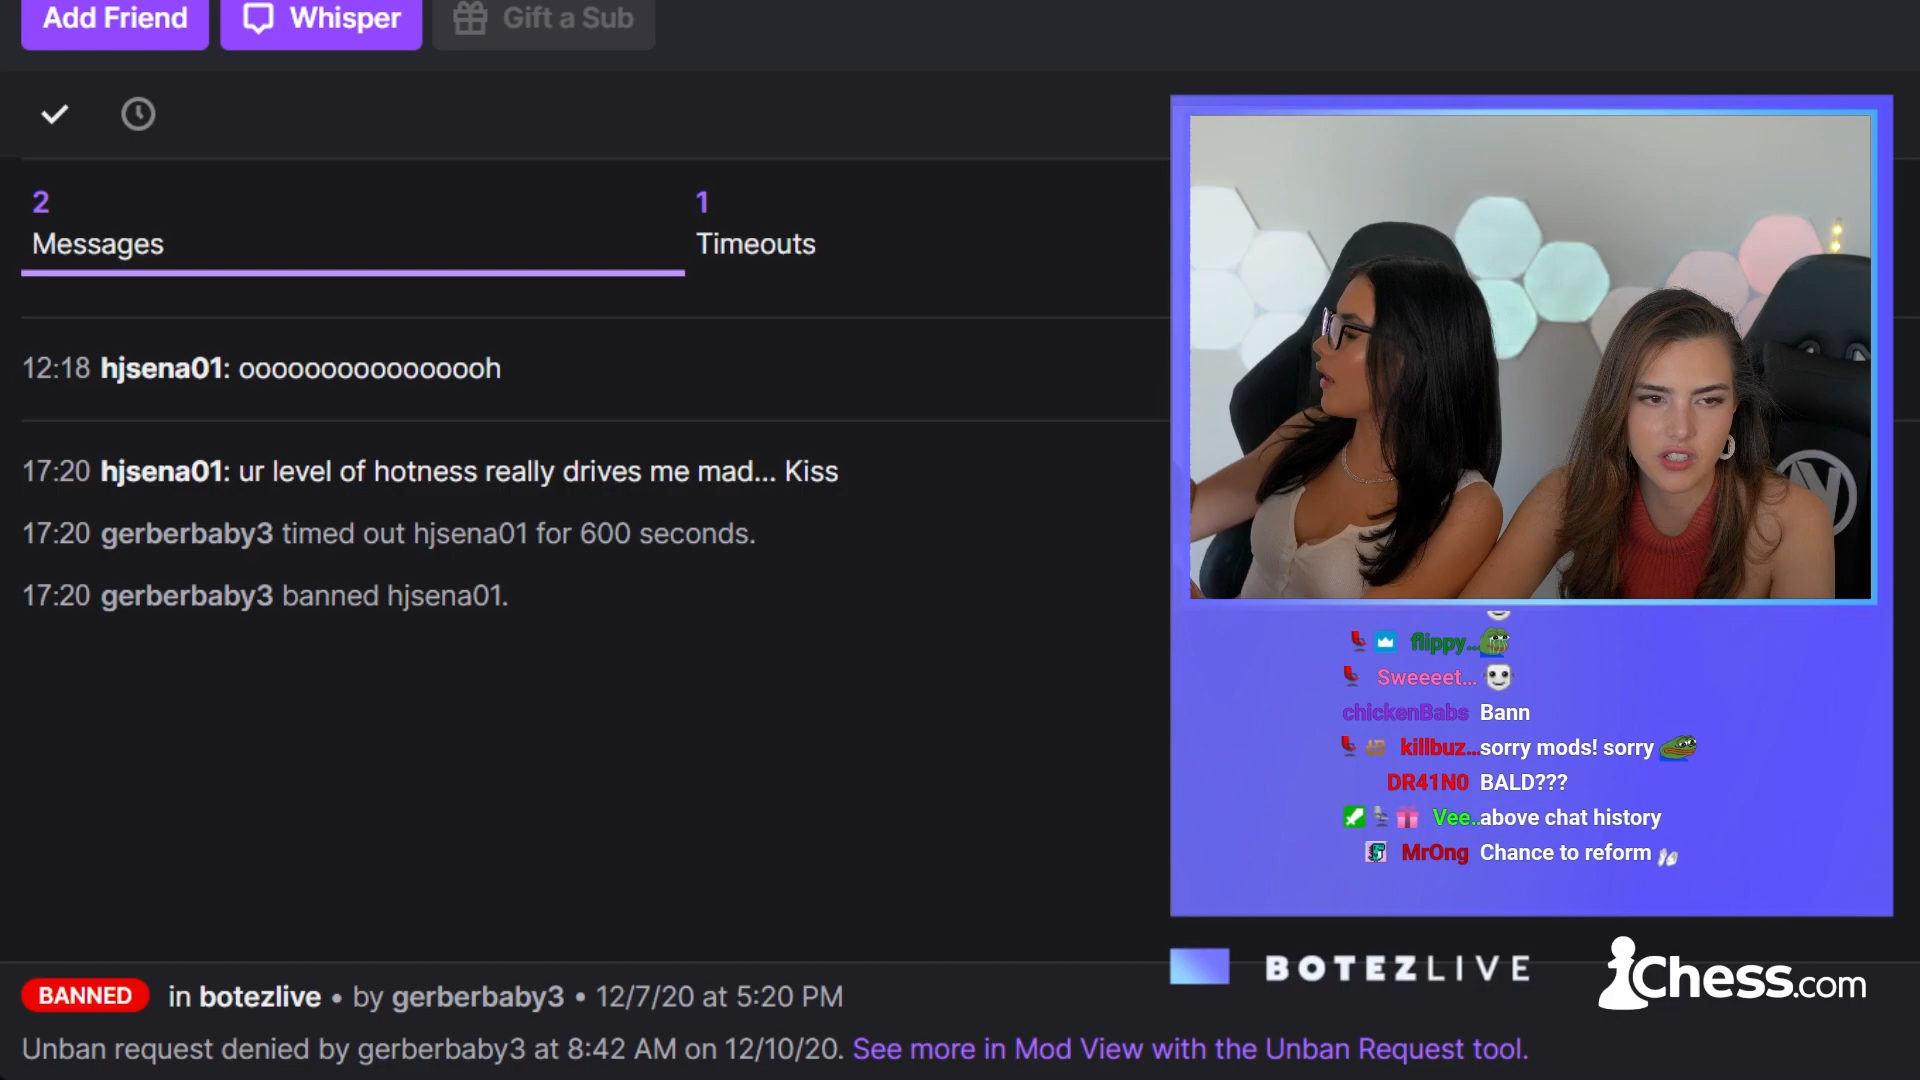 Add Friend
Whisper
Gift a Sub
2
Messages
1
Timeouts
12:18 hjsena01: oooooooooooooooh
17:20 hjsena01: ur level of hotness really drives me mad... Kiss
17:20 gerberbaby3 timed out hjsena01 for 600 seconds.
17:20 gerberbaby3 banned hjsena01.
flippy...
Sweeeet...
chickenBabs Bann
killbuz...sorry mods! sorry
DR41N0 BALD???
Vee..above chat history
MrOng Chance to reform
BOTEZLIVE
Chess.com
BANNED in botezlive • by gerberbaby3 • 12/7/20 at 5:20 PM
Unban request denied by gerberbaby3 at 8:42 AM on 12/10/20. See more in Mod View with the Unban Request tool.